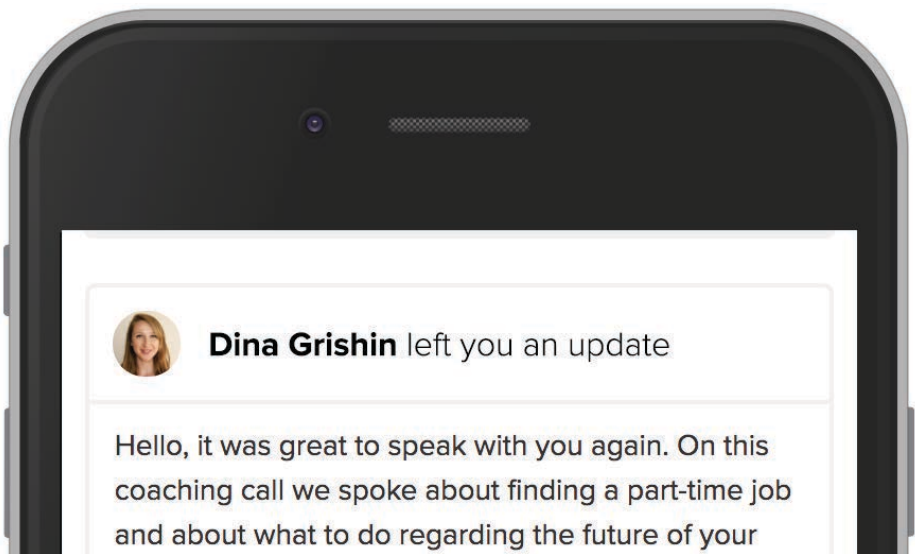 Dina Grishin left you an update
Hello, it was great to speak with you again. On this
coaching call we spoke about finding a part-time job
and about what to do regarding the future of your